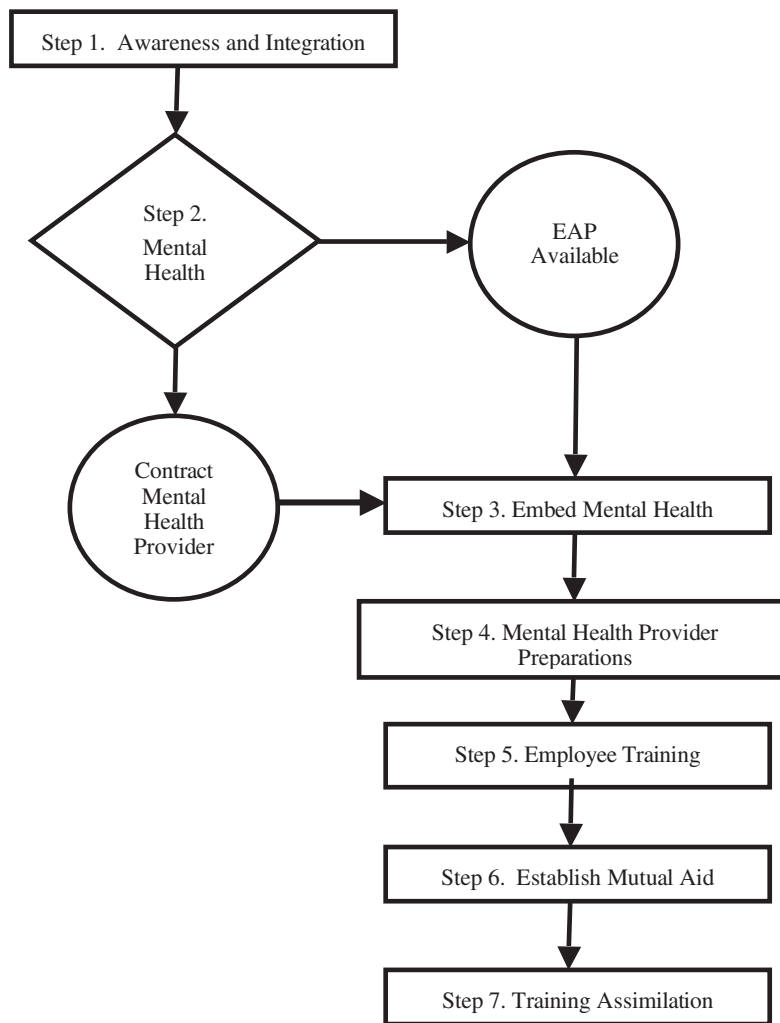 Step 1.  Awareness and Integration
Step 2.
Mental
Health
EAP
Available
Contract
Mental
Health
Provider
Step 3. Embed Mental Health
Step 4. Mental Health Provider
Preparations
Step 5. Employee Training
Step 6.  Establish Mutual Aid
Step 7. Training Assimilation